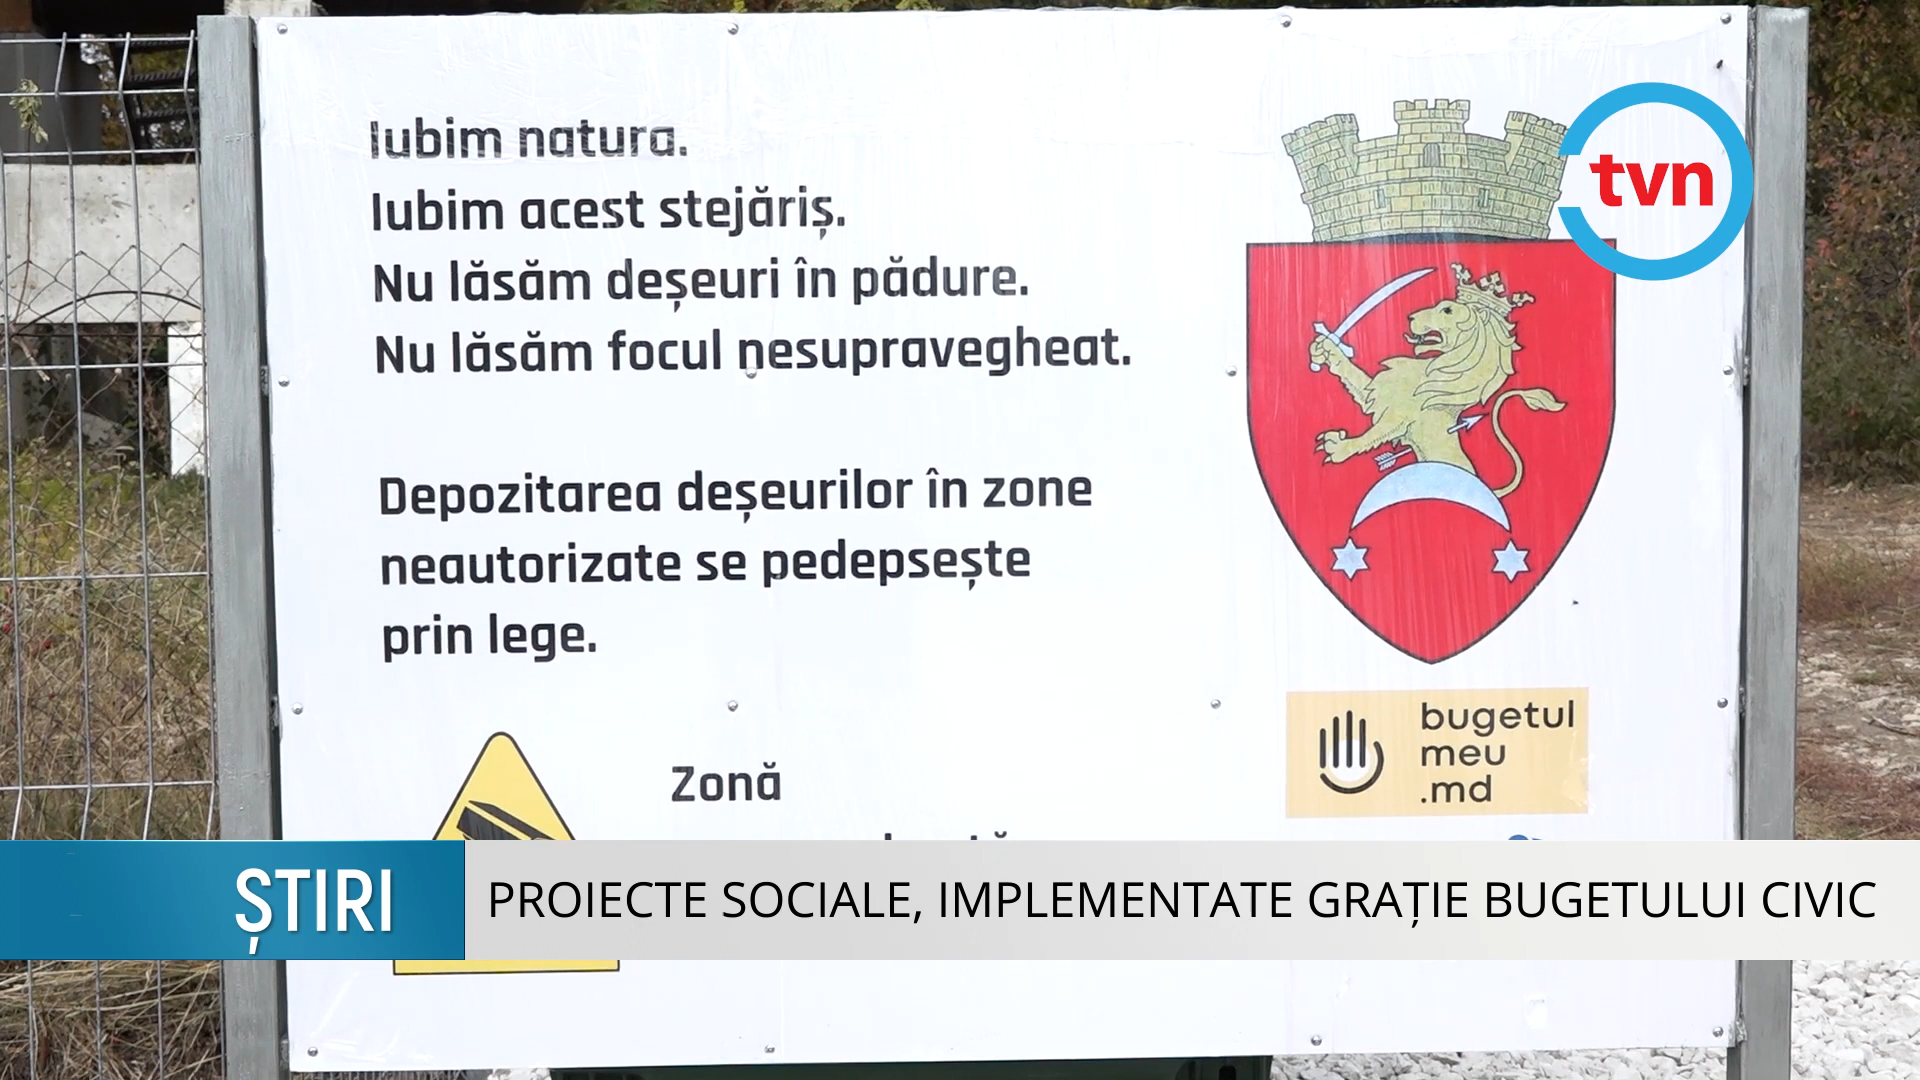 Iubim natura.
Iubim acest stejăriș.
Nu lăsăm deșeuri în pădure.
Nu lăsăm focul nesupravegheat.
Depozitarea deșeurilor în zone
neautorizate se pedepsește
prin lege.
Zonă
tvn
bugetul
meu
.md
ȘTIRI
PROIECTE SOCIALE, IMPLEMENTATE GRAȚIE BUGETULUI CIVIC